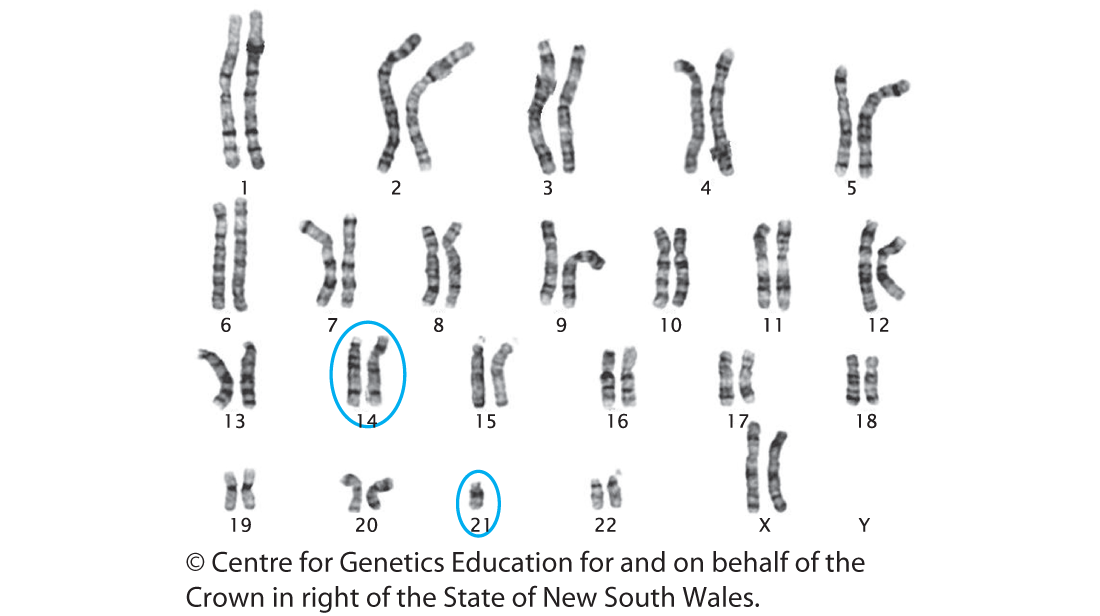 1 2 3 4 5
6 7 8 9 10 11 12
13 14 15 16 17 18
19 20 21 22 X Y
© Centre for Genetics Education for and on behalf of the
Crown in right of the State of New South Wales.